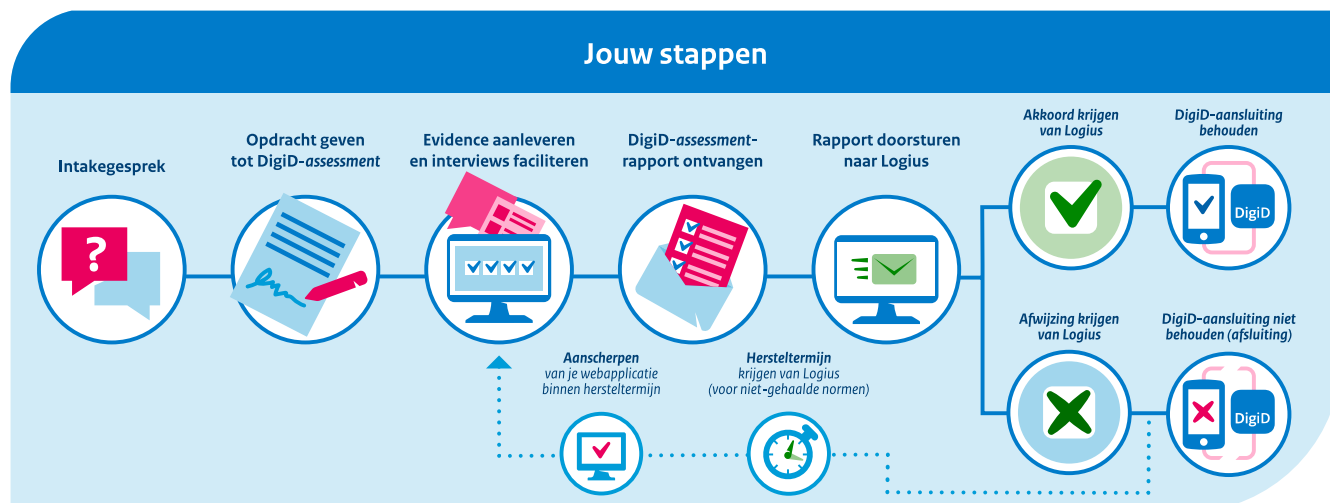 Jouw stappen
Intakegesprek
Opdracht geven
tot DigiD-assessment
Evidence aanleveren
en interviews faciliteren
DigiD-assessment-
rapport ontvangen
Rapport doorsturen
naar Logius
Akkoord krijgen
van Logius
DigiD-aansluiting
behouden
?
DigiD
Afwijzing krijgen
van Logius
DigiD-aansluiting niet
behouden (afsluiting)
DigiD
Aanscherpen
van je webapplicatie
binnen hersteltermijn
Hersteltermijn
krijgen van Logius
(voor niet-gehaalde normen)